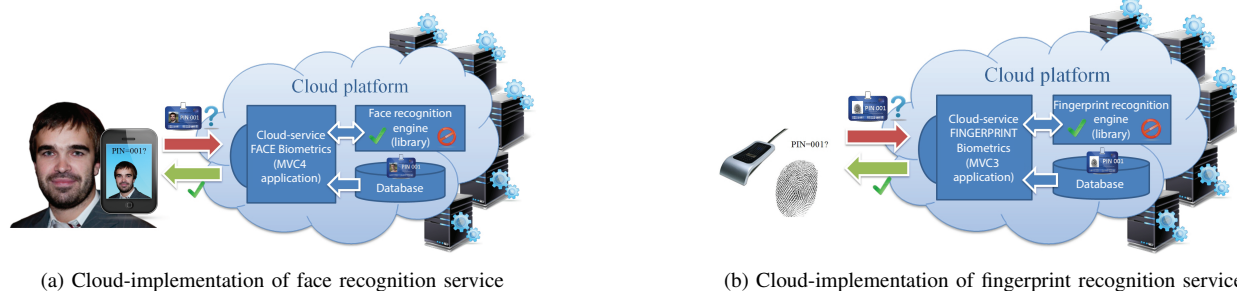 Cloud platform
PIN 001
?
PIN=001?
Cloud-service
FACE Biometrics
(MVC4
application)
Face recognition
engine
(library)
Database
(a) Cloud-implementation of face recognition service
Cloud platform
PIN 001
?
PIN=001?
Cloud-service
FINGERPRINT
Biometrics
(MVC3
application)
Fingerprint recognition
engine
(library)
PIN 001
Database
(b) Cloud-implementation of fingerprint recognition service